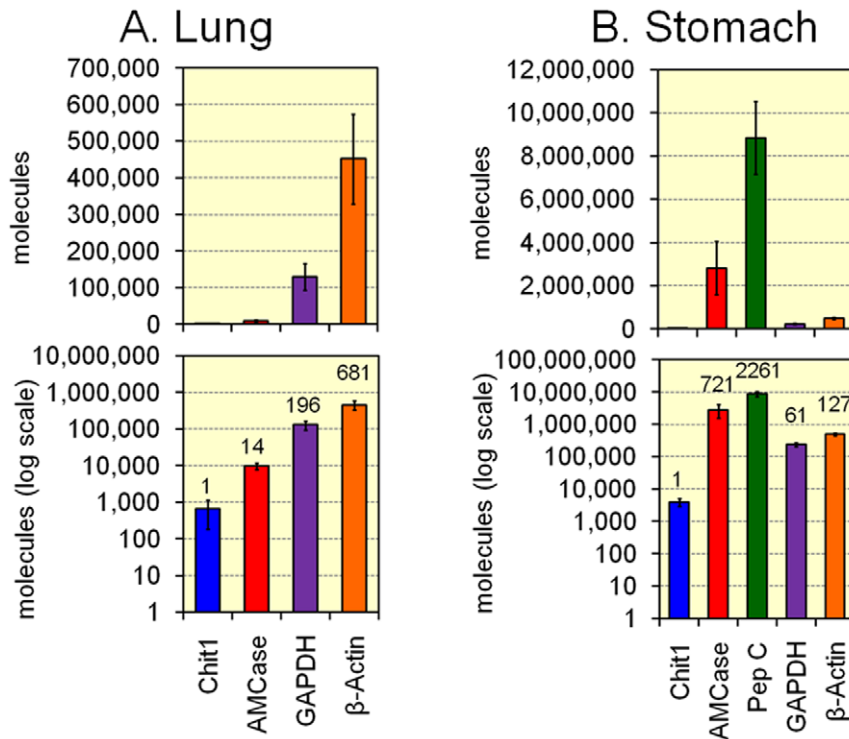 A. Lung
700,000
600,000
500,000
400,000
300,000
200,000
100,000
0
molecules
10,000,000
1,000,000
100,000
10,000
1,000
100
10
1
molecules (log scale)
1
14
196
681
Chit1
AMCase
GAPDH
β-Actin
B. Stomach
12,000,000
10,000,000
8,000,000
6,000,000
4,000,000
2,000,000
0
molecules
100,000,000
10,000,000
1,000,000
100,000
10,000
1,000
100
10
1
molecules (log scale)
1
721
2261
61
127
Chit1
AMCase
Pep C
GAPDH
β-Actin